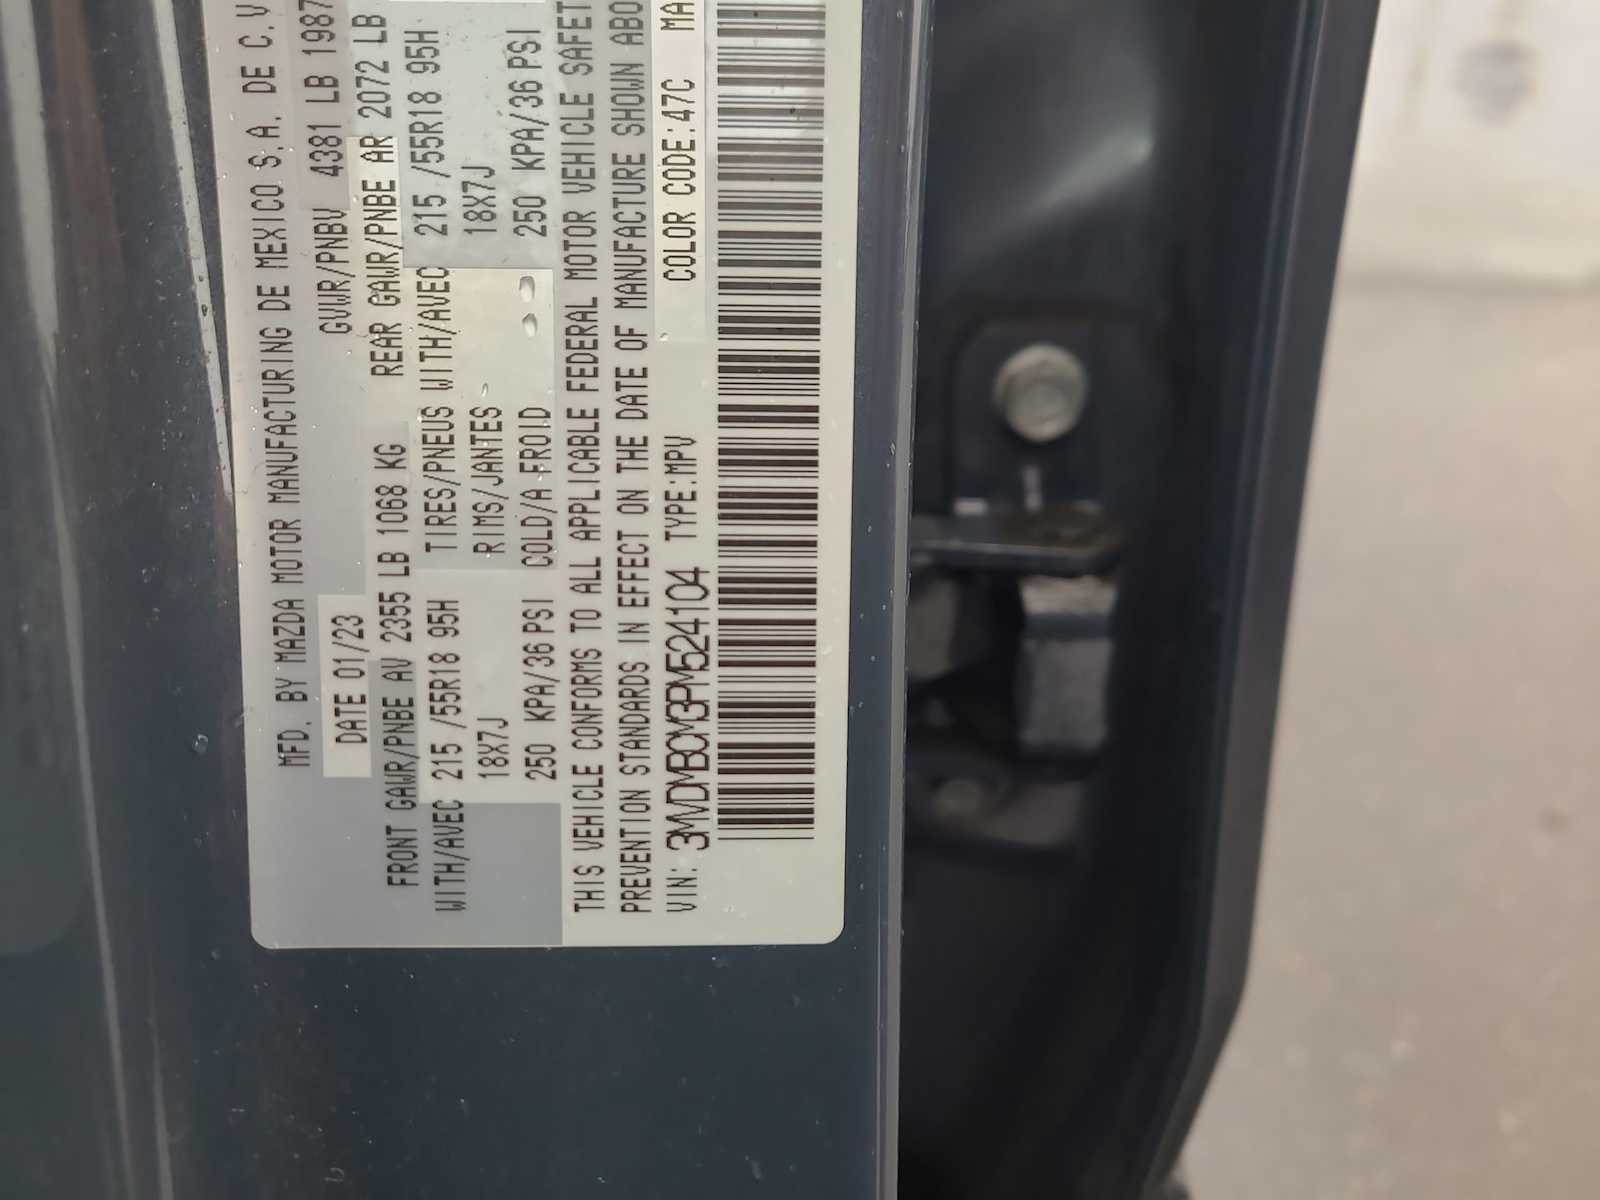 MFD. BY MAZDA MOTOR MANUFACTURING DE MEXICO S.A. DE C.V
DATE 01/23 GVWR/PNBV 4381 LB 1987
FRONT GAWR/PNBE AV 2355 LB 1068 KG REAR GAWR/PNBE AR 2072 LB
WITH/AVEC 215 /55R18 95H TIRES/PNEUS WITH/AVEC 215 /55R18 95H
18X7J RIMS/JANTES 18X7J
250 KPA/36 PSI COLD/A FROID 250 KPA/36 PSI
THIS VEHICLE CONFORMS TO ALL APPLICABLE FEDERAL MOTOR VEHICLE SAFET
PREVENTION STANDARDS IN EFFECT ON THE DATE OF MANUFACTURE SHOWN ABO
VIN: 3MVDMBCM3PM524104 TYPE:MPV COLOR CODE:47C MA